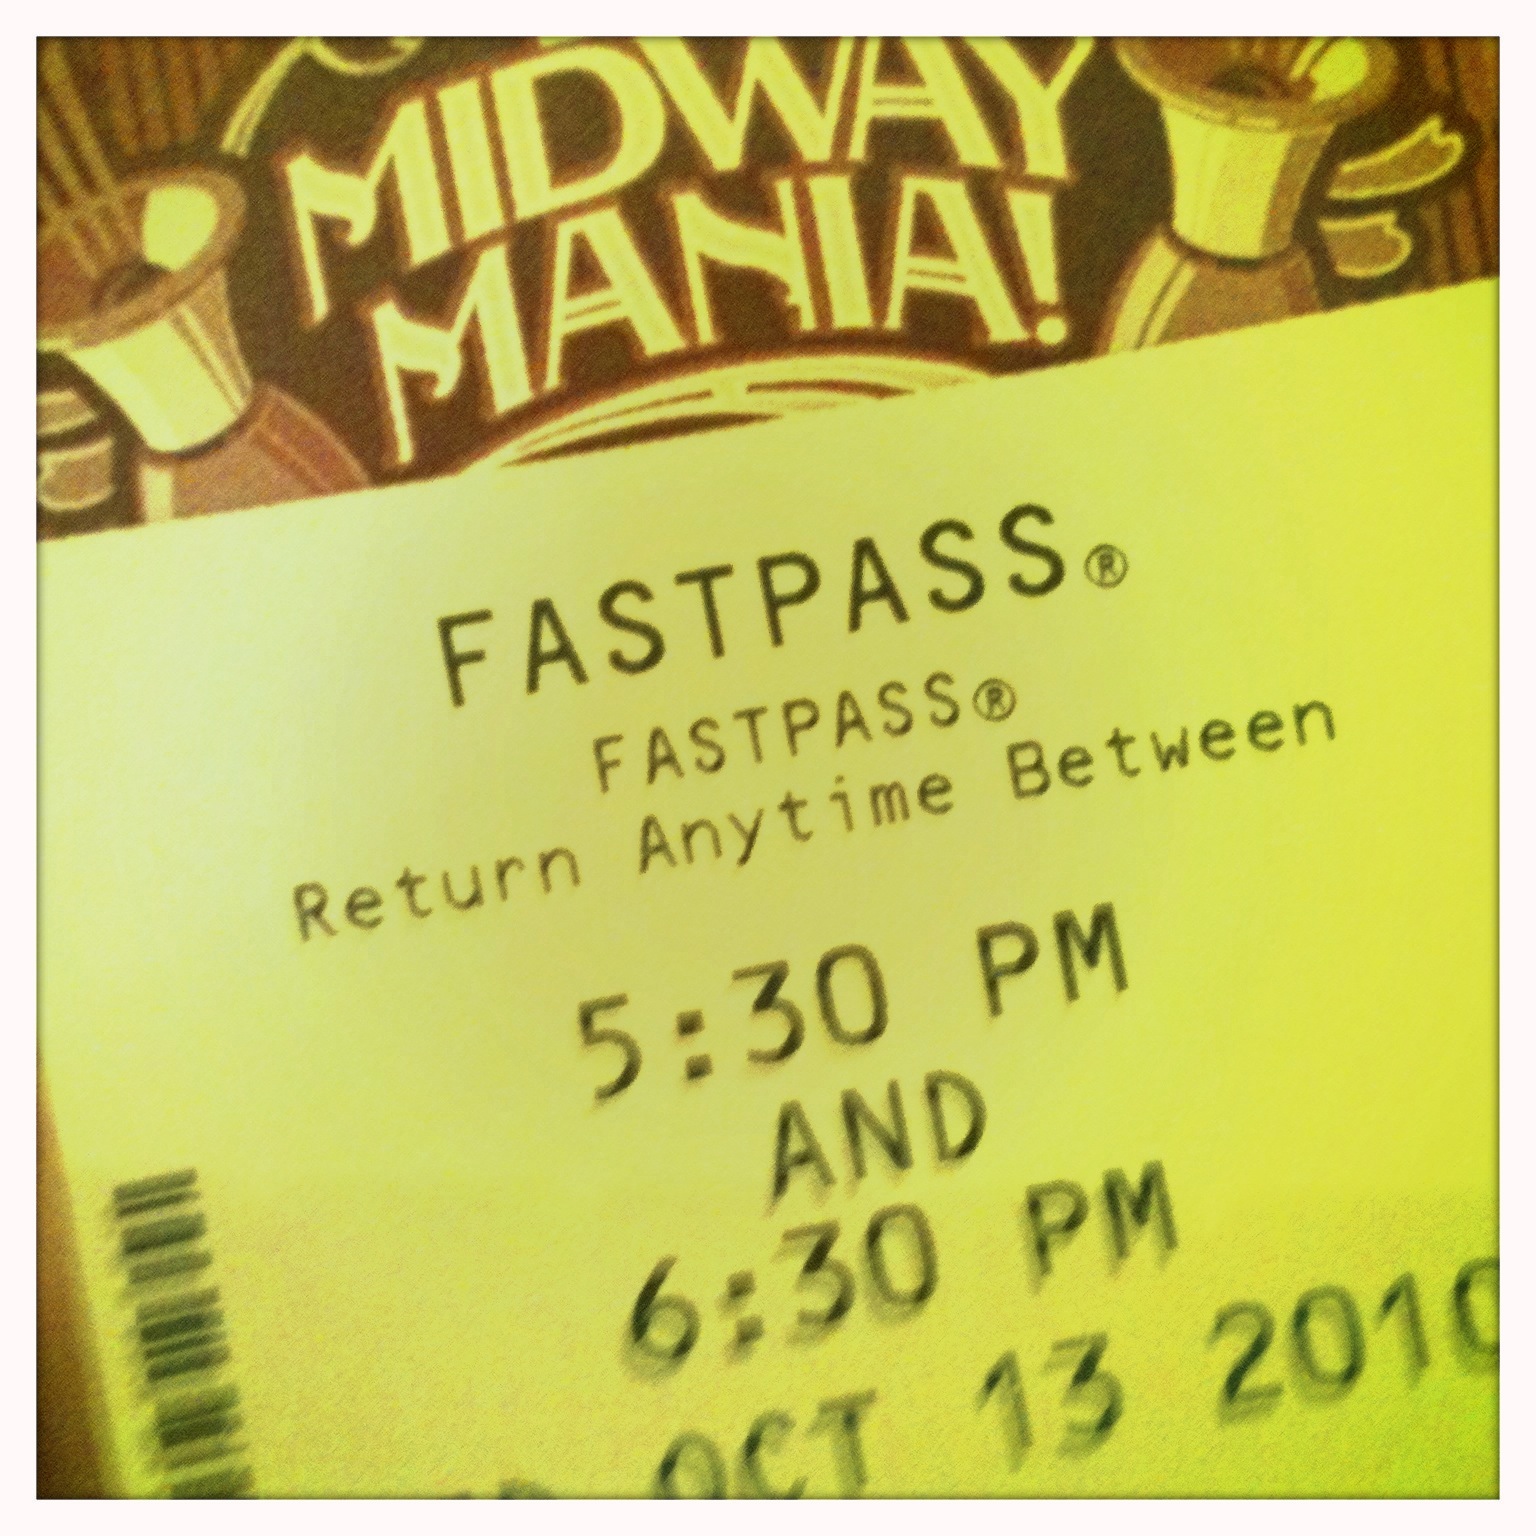 MIDWAY
MANIA!
FASTPASS®
FASTPASS®
Return Anytime Between
5:30 PM
AND
6:30 PM
OCT 13 2010